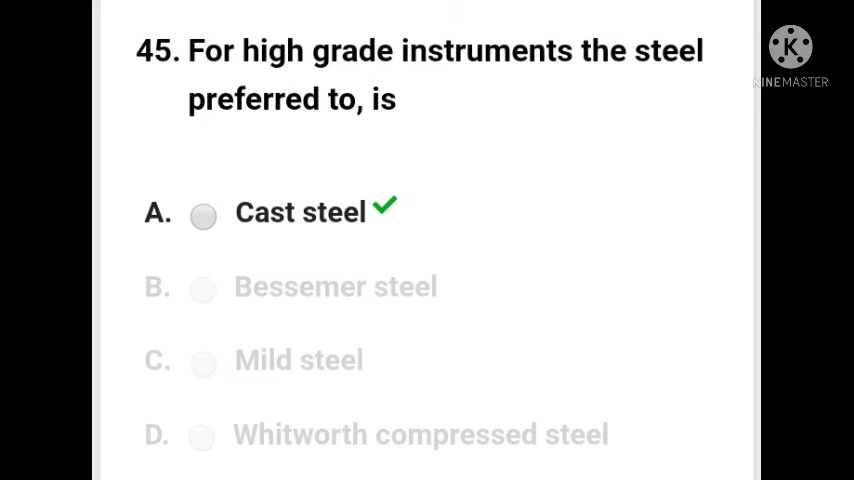 45. For high grade instruments the steel
preferred to, is
K
KINEMASTER
A. Cast steel
B. Bessemer steel
C. Mild steel
D. Whitworth compressed steel